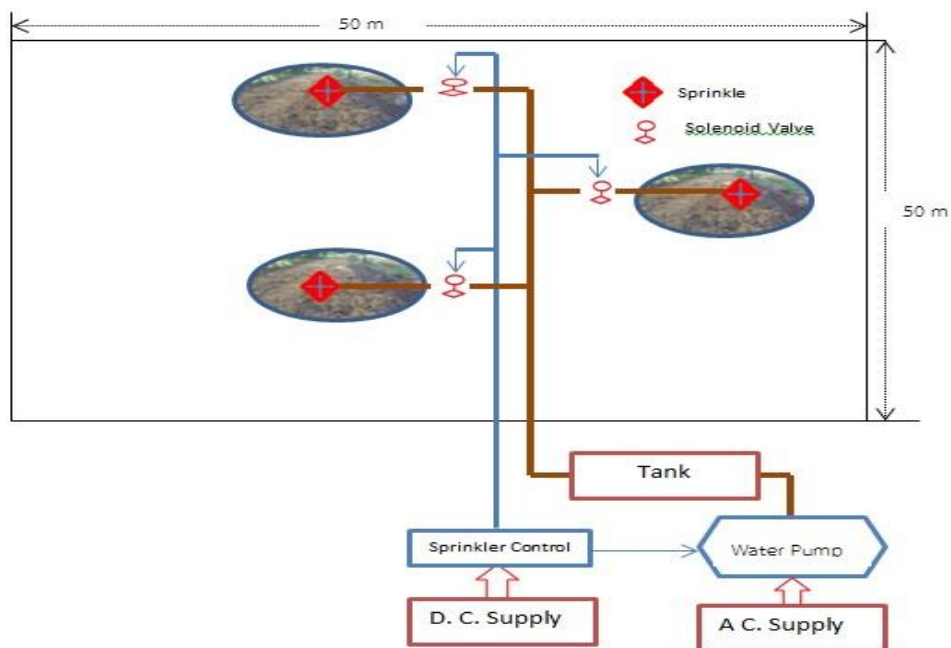 50 m
Sprinkle
Solenoid Valve
50 m
Tank
Sprinkler Control
Water Pump
D. C. Supply
A C. Supply